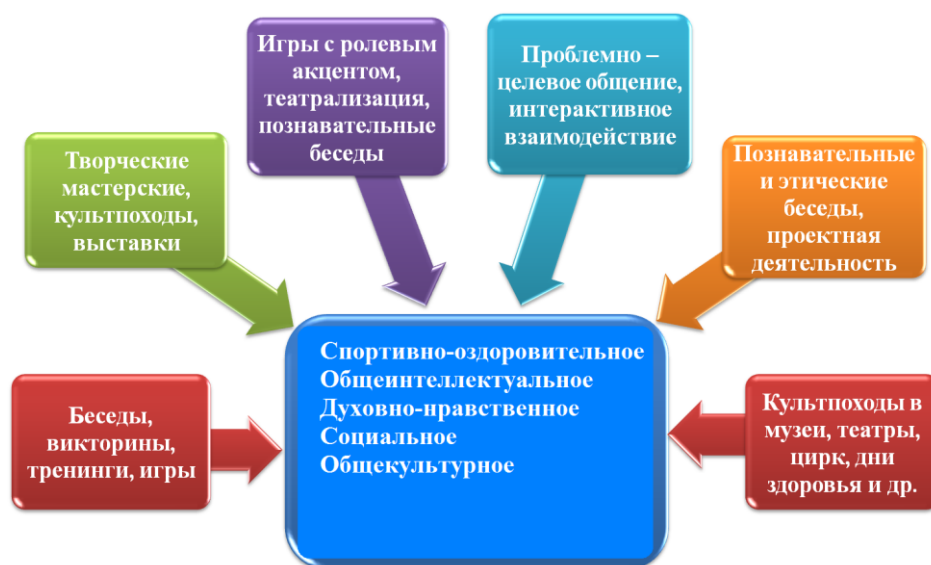 Игры с ролевым
акцентом,
театрализация,
познавательные
беседы
Проблемно –
целевое общение,
интерактивное
взаимодействие
Творческие
мастерские,
культпоходы,
выставки
Познавательные
и этические
беседы,
проектная
деятельность
Спортивно-оздоровительное
Общеинтеллектуальное
Духовно-нравственное
Социальное
Общекультурное
Беседы,
викторины,
тренинги, игры
Культпоходы в
музеи, театры,
цирк, дни
здоровья и др.